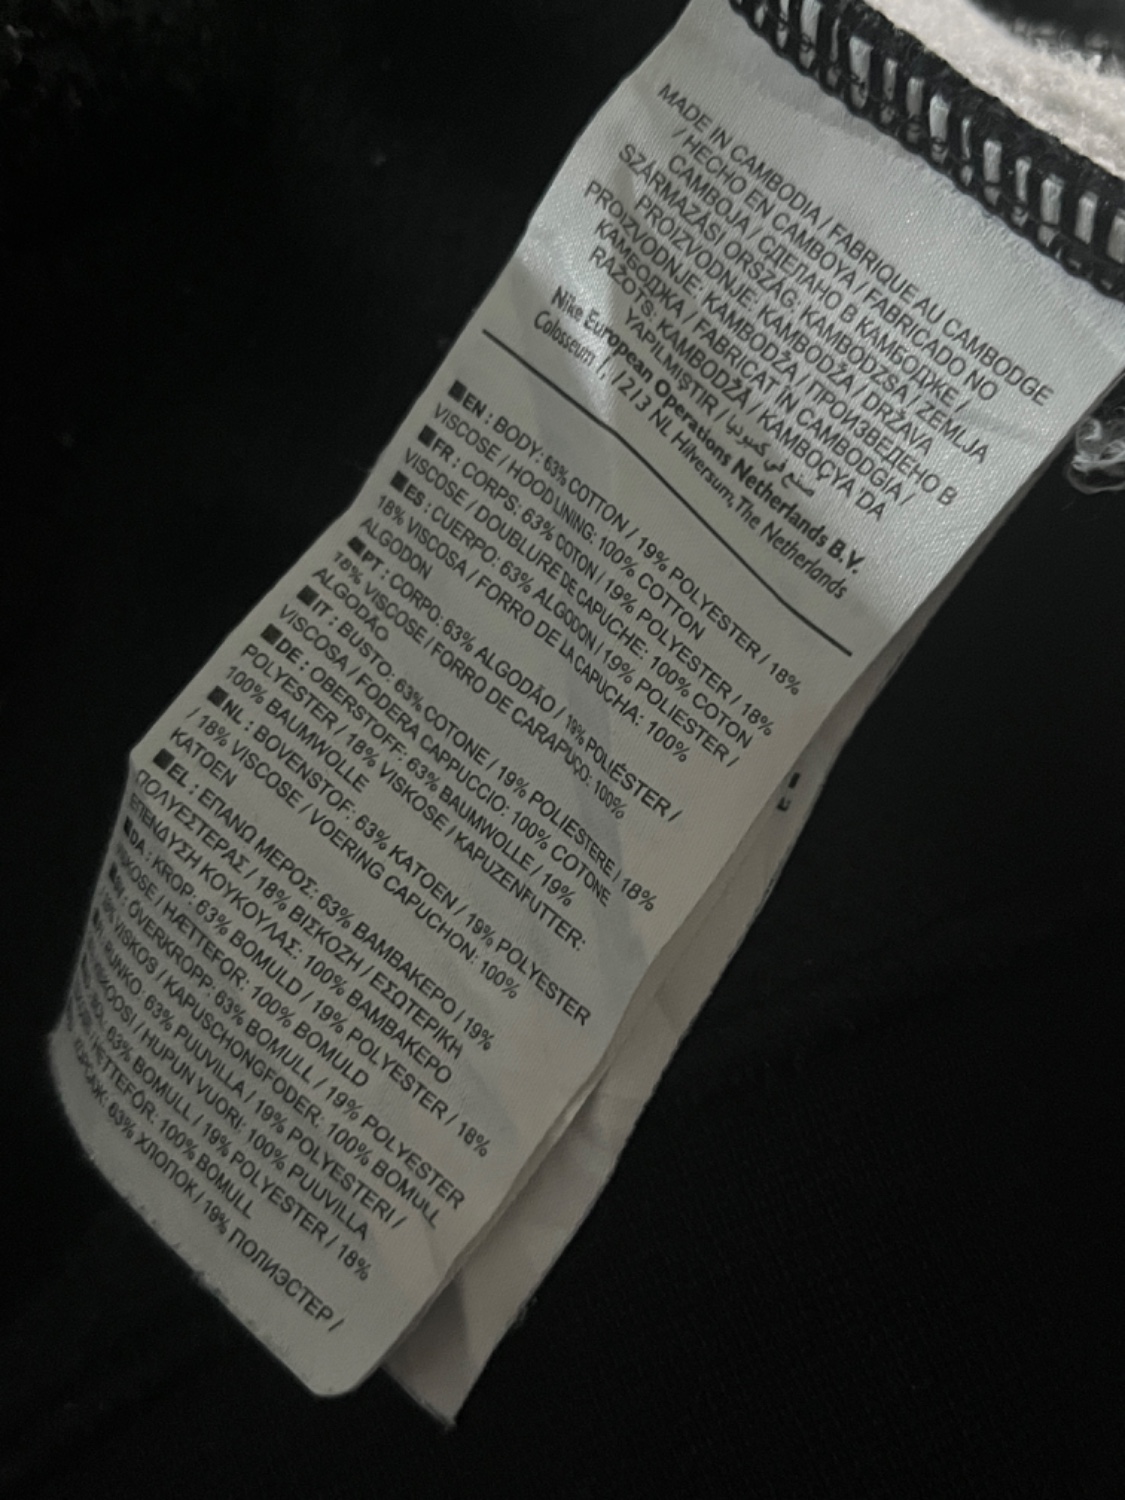 MADE IN CAMBODIA / FABRIQUE AU CAMBODGE
/ HECHO EN CAMBOYA / FABRICADO NO
CAMBOJA / СДЕЛАНО В КАМБОДЖЕ /
SZÁRMAZÁSI ORSZÁG: KAMBODZSA / ZEMLJA
PROIZVODNJE: KAMBODŽA / DRŽAVA
PROIZVODNJE: KAMBODŽA / ПРОИЗВЕДЕНО В
КАМБОДЖА / FABRICAT ÎN CAMBODGIA /
RAŽOTS: KAMBODŽA / KAMBOÇYA 'DA
YAPILMIŞTIR / صنع في كمبوديا
Nike European Operations Netherlands B.V.
Colosseum 1, 1213 NL Hilversum, The Netherlands
EN : BODY: 63% COTTON / 19% POLYESTER / 18%
VISCOSE / HOOD LINING: 100% COTTON
FR : CORPS: 63% COTON / 19% POLYESTER / 18%
VISCOSE / DOUBLURE DE CAPUCHE: 100% COTON
ES : CUERPO: 63% ALGODON / 19% POLIESTER /
18% VISCOSA / FORRO DE LA CAPUCHA: 100%
ALGODON
PT : CORPO: 63% ALGODÃO / 19% POLIÉSTER /
18% VISCOSE / FORRO DE CARAPUÇO: 100%
ALGODÃO
IT : BUSTO: 63% COTONE / 19% POLIESTERE / 18%
VISCOSA / FODERA CAPPUCCIO: 100% COTONE
DE : OBERSTOFF: 63% BAUMWOLLE / 19%
POLYESTER / 18% VISKOSE / KAPUZENFUTTER:
100% BAUMWOLLE
NL : BOVENSTOF: 63% KATOEN / 19% POLYESTER
/ 18% VISCOSE / VOERING CAPUCHON: 100%
KATOEN
EL : ΕΠΑΝΩ ΜΕΡΟΣ: 63% ΒΑΜΒΑΚΕΡΟ / 19%
ΠΟΛΥΕΣΤΕΡΑΣ / 18% ΒΙΣΚΟΖΗ / ΕΣΩΤΕΡΙΚΗ
ΕΠΕΝΔΥΣΗ ΚΟΥΚΟΥΛΑΣ: 100% ΒΑΜΒΑΚΕΡΟ
DA : KROP: 63% BOMULD / 19% POLYESTER / 18%
VISKOSE / HÆTTEFOR: 100% BOMULD
: ÖVERKROPP: 63% BOMULL / 19% POLYESTER
/ 18% VISKOS / KAPUSCHONGFODER: 100% BOMULL
: RUNKO: 63% PUUVILLA / 19% POLYESTERI /
VISKOOSI / HUPUN VUORI: 100% PUUVILLA
63% BOMULL / 19% POLYESTER / 18%
/ HETTEFÓR: 100% BOMULL
63% ХЛОПОК / 19% ПОЛИЭСТЕР /